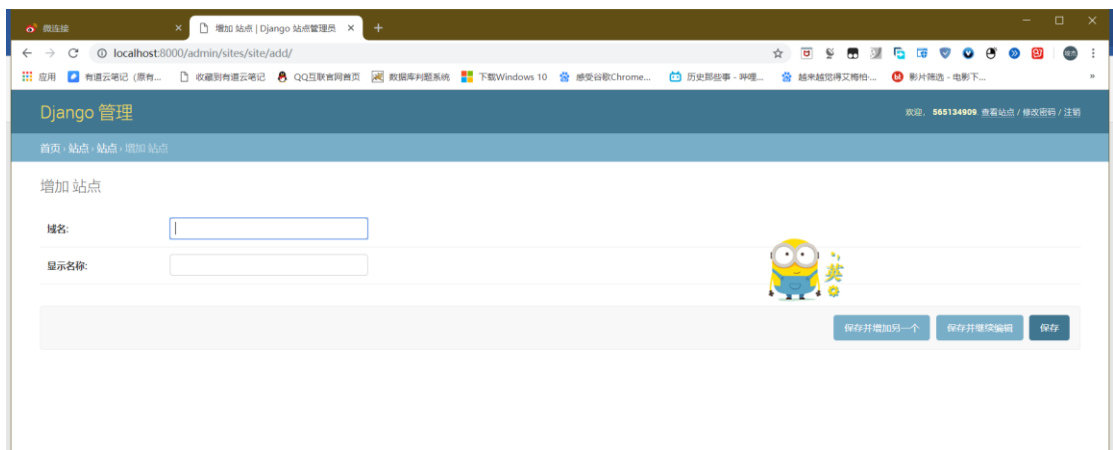 微连接
增加 站点 | Django 站点管理员
localhost:8000/admin/sites/site/add/
应用 有道云笔记 (原有... 收藏到有道云笔记 QQ互联官网首页 数据库判题系统 下载Windows 10 感受谷歌Chrome... 历史那些事 - 哔哩... 越来越觉得艾梅柏·... 影片筛选 - 电影下... »
Django 管理
欢迎, 565134909. 查看站点 / 修改密码 / 注销
首页 › 站点 › 站点 › 增加 站点
增加 站点
域名:
显示名称:
英
保存并增加另一个 保存并继续编辑 保存